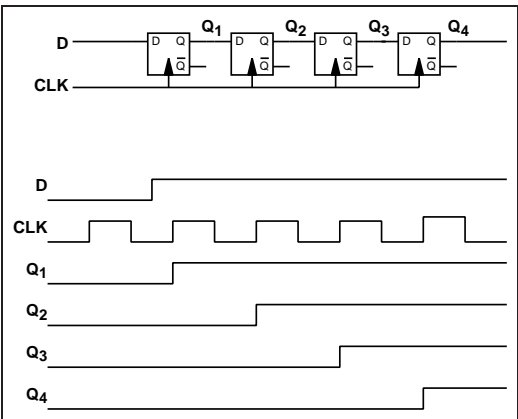 Q1 Q2 Q3 Q4
D D Q D Q D Q D Q
Q̅ Q̅ Q̅ Q̅
CLK
D
CLK
Q1
Q2
Q3
Q4